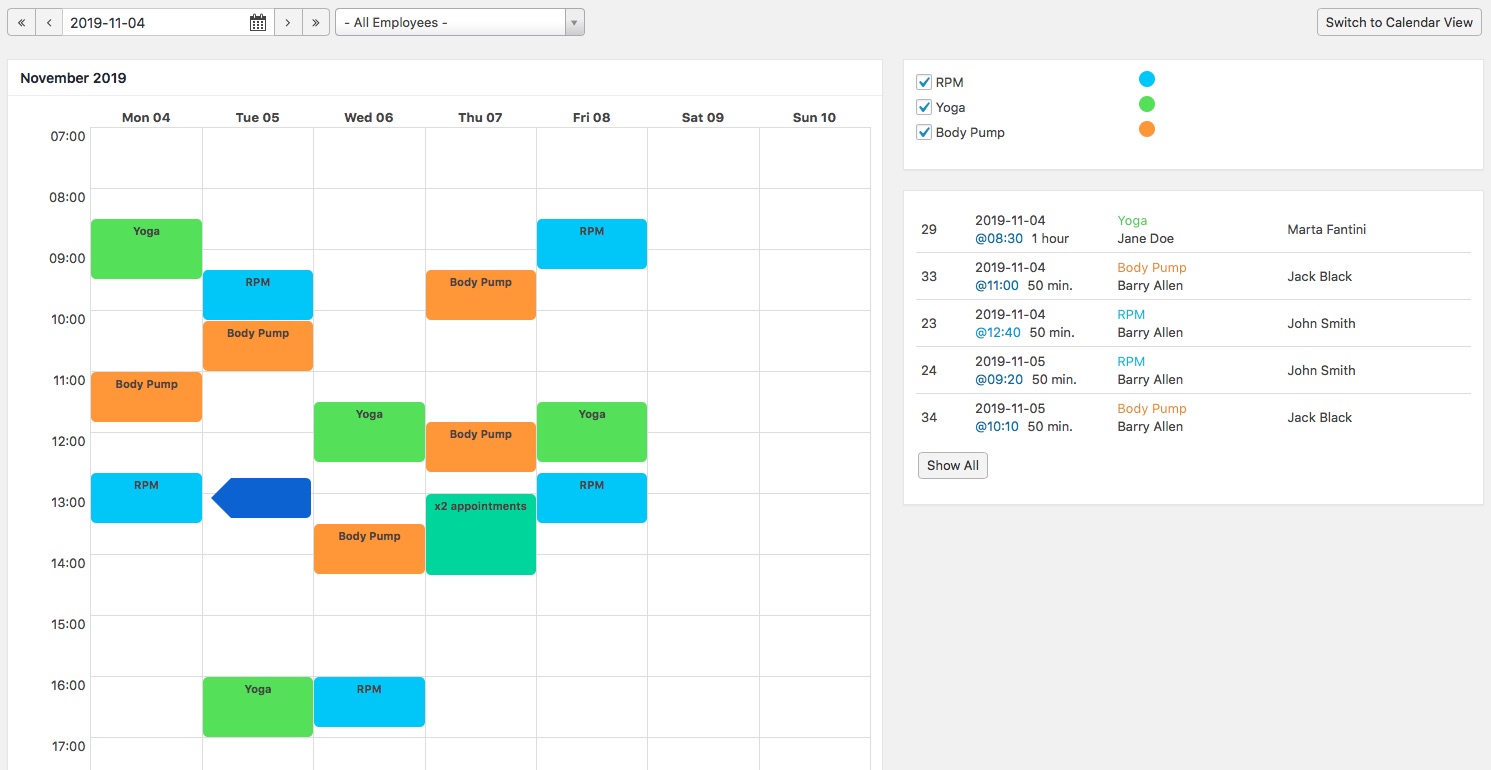 « ‹ 2019-11-04 › » - All Employees - Switch to Calendar View
November 2019
Mon 04 Tue 05 Wed 06 Thu 07 Fri 08 Sat 09 Sun 10
07:00
08:00
Yoga RPM
09:00
RPM Body Pump
10:00
Body Pump
11:00
Body Pump
Yoga Yoga
12:00
Body Pump
RPM RPM
13:00
x2 appointments
Body Pump
14:00
15:00
16:00
Yoga RPM
17:00
RPM
Yoga
Body Pump
29 2019-11-04 Yoga Marta Fantini
@08:30 1 hour Jane Doe
33 2019-11-04 Body Pump Jack Black
@11:00 50 min. Barry Allen
23 2019-11-04 RPM John Smith
@12:40 50 min. Barry Allen
24 2019-11-05 RPM John Smith
@09:20 50 min. Barry Allen
34 2019-11-05 Body Pump Jack Black
@10:10 50 min. Barry Allen
Show All